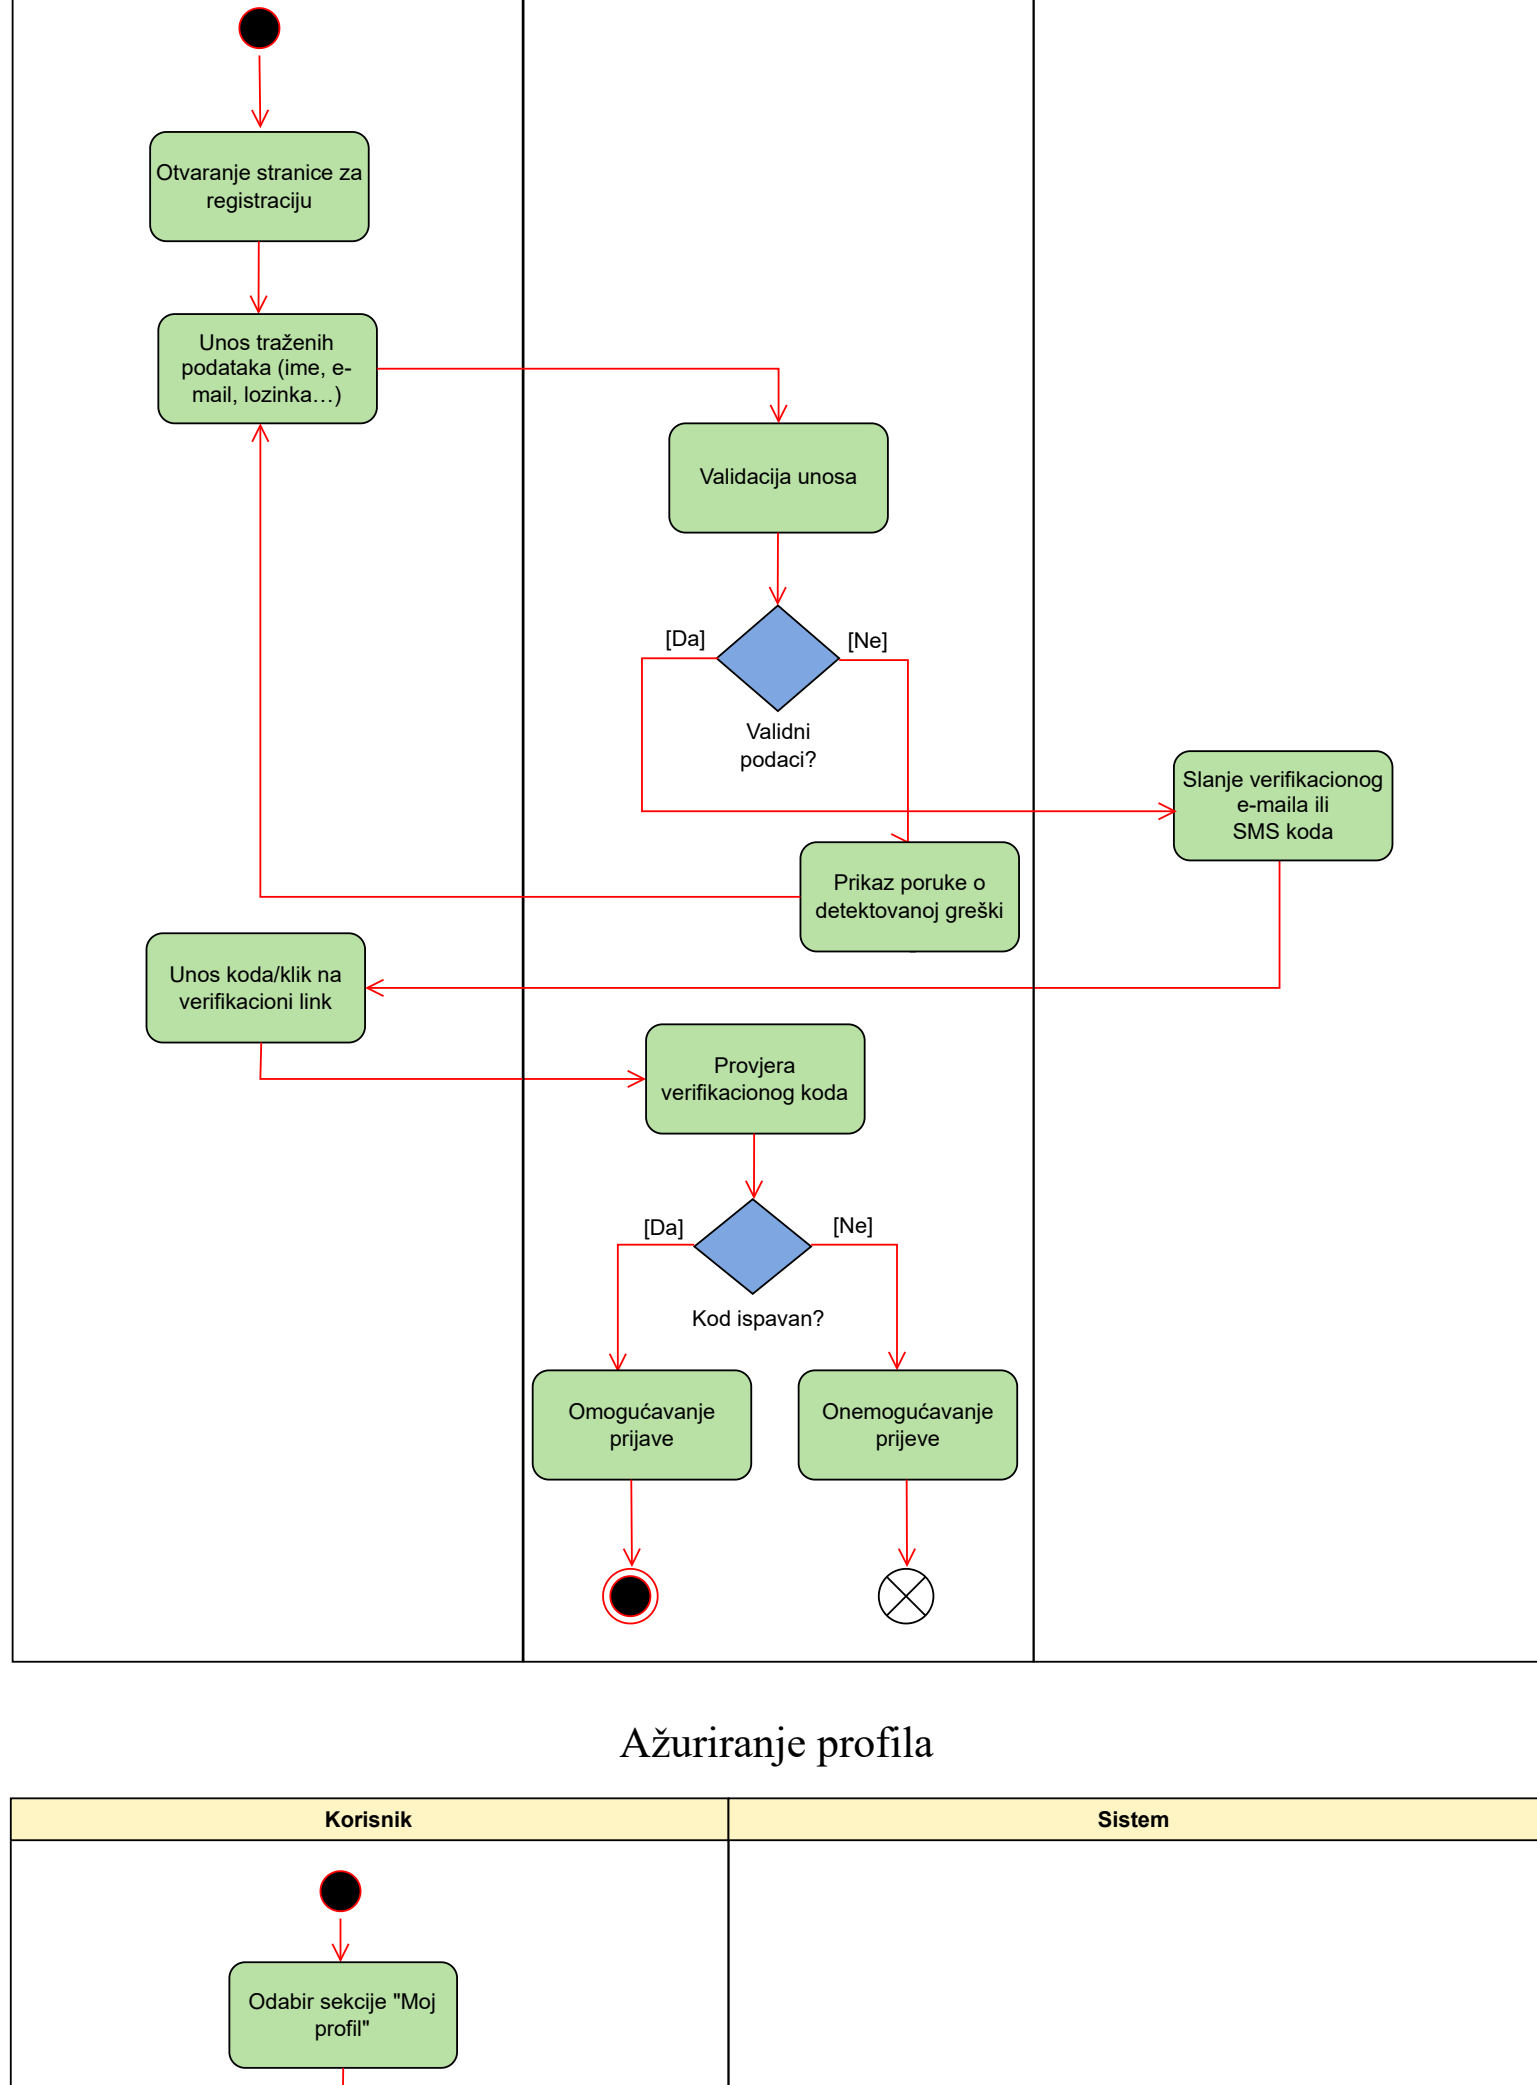 Otvaranje stranice za
registraciju
Unos traženih
podataka (ime, e-
mail, lozinka…)
Validacija unosa
[Da]
[Ne]
Validni
podaci?
Slanje verifikacionog
e-maila ili
SMS koda
Prikaz poruke o
detektovanoj greški
Unos koda/klik na
verifikacioni link
Provjera
verifikacionog koda
[Da]
[Ne]
Kod ispavan?
Omogućavanje
prijave
Onemogućavanje
prijeve
Ažuriranje profila
Korisnik
Sistem
Odabir sekcije "Moj
profil"